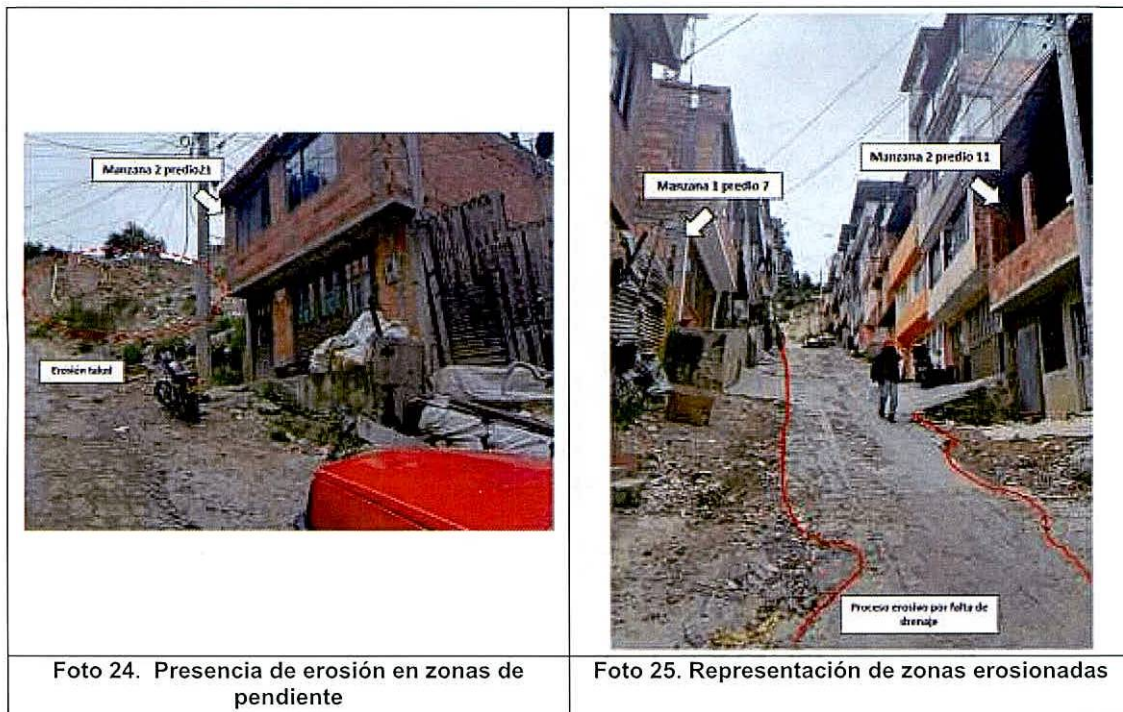 Manzana 2 predio21
Erosión talud
Manzana 1 predio 7
Manzana 2 predio 11
Proceso erosivo por falta de
drenaje
Foto 24. Presencia de erosión en zonas de
pendiente
Foto 25. Representación de zonas erosionadas